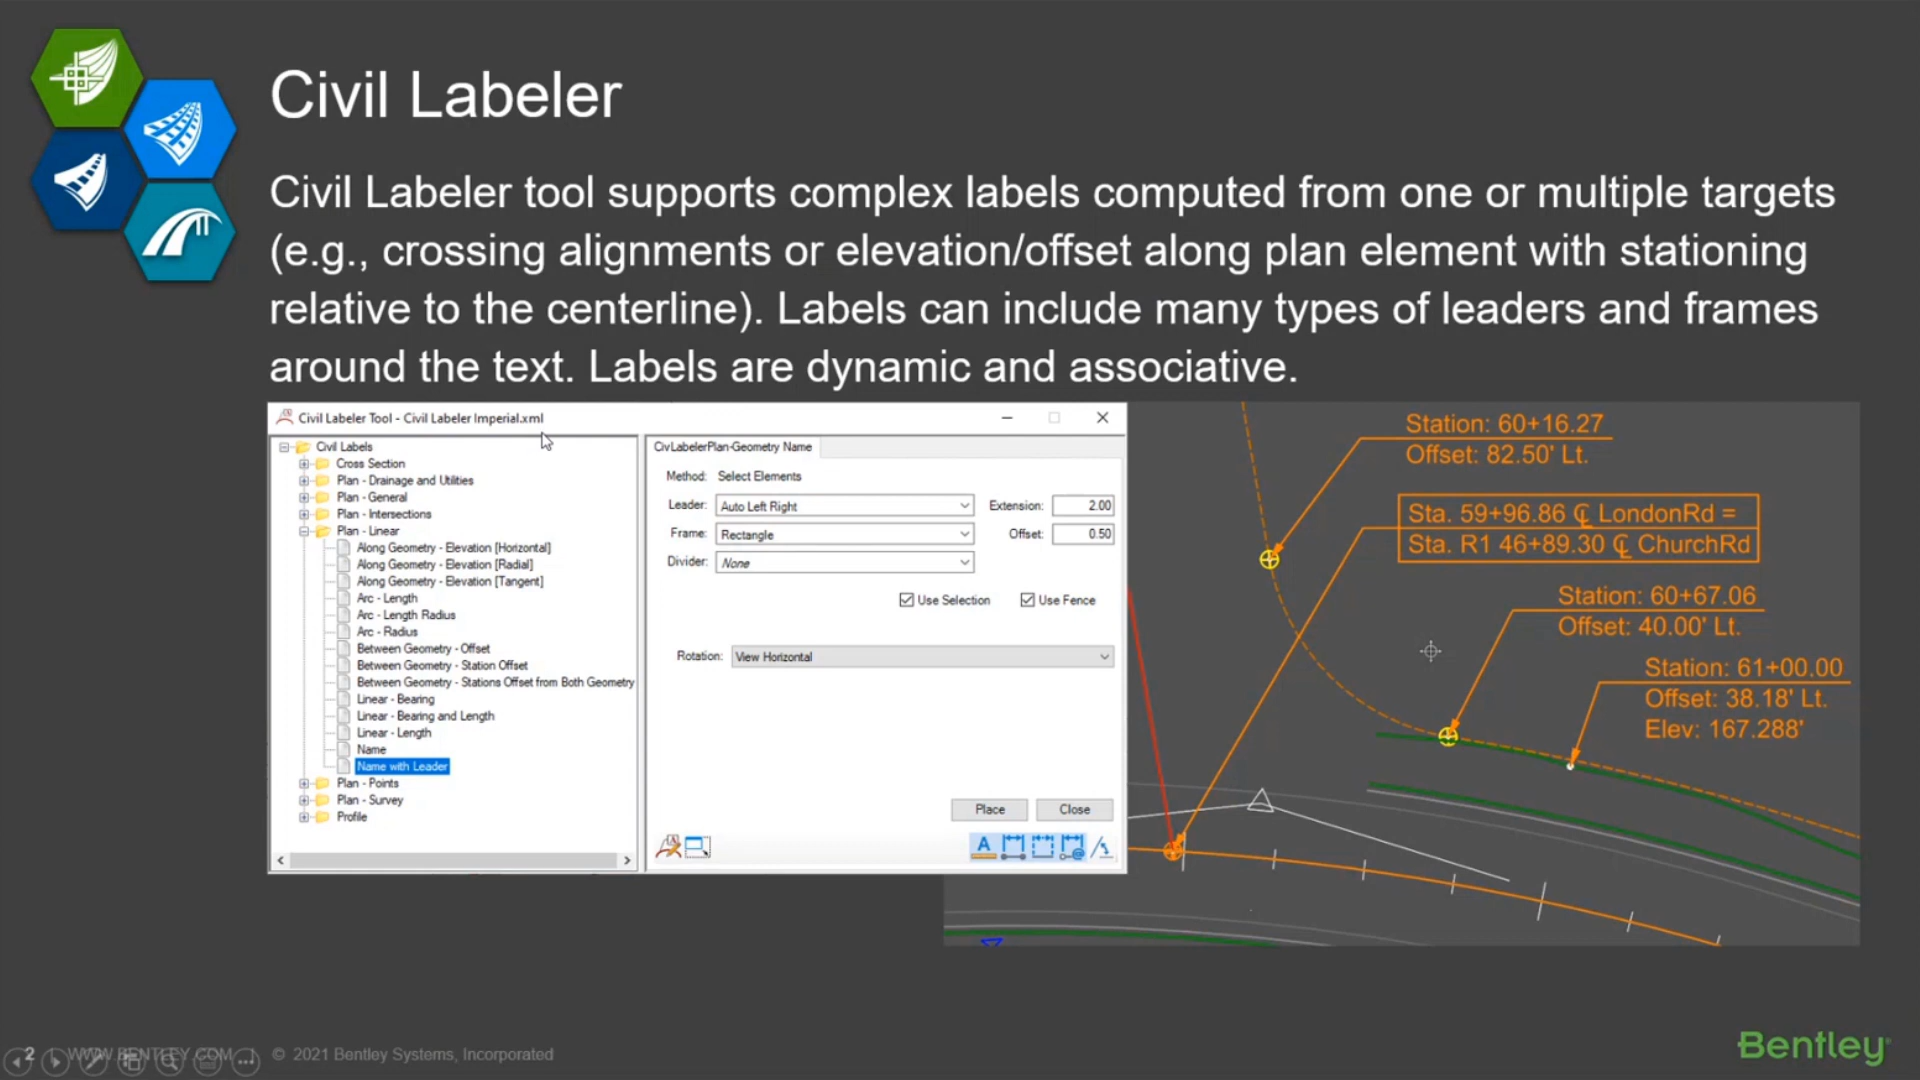 Civil Labeler
Civil Labeler tool supports complex labels computed from one or multiple targets
(e.g., crossing alignments or elevation/offset along plan element with stationing
relative to the centerline). Labels can include many types of leaders and frames
around the text. Labels are dynamic and associative.
Civil Labeler Tool - Civil Labeler Imperial.xml
Civil Labels
Cross Section
Plan - Drainage and Utilities
Plan - General
Plan - Intersections
Plan - Linear
Along Geometry - Elevation [Horizontal]
Along Geometry - Elevation [Radial]
Along Geometry - Elevation [Tangent]
Arc - Length
Arc - Length Radius
Arc - Radius
Between Geometry - Offset
Between Geometry - Station Offset
Between Geometry - Stations Offset from Both Geometry
Linear - Bearing
Linear - Bearing and Length
Linear - Length
Name
Name with Leader
Plan - Points
Plan - Survey
Profile
CivLabelerPlan-Geometry Name
Method: Select Elements
Leader: Auto Left Right Extension: 2.00
Frame: Rectangle Offset: 0.50
Divider: None
Use Selection Use Fence
Rotation: View Horizontal
Place Close
Station: 60+16.27
Offset: 82.50' Lt.
Sta. 59+96.86 ℄ LondonRd =
Sta. R1 46+89.30 ℄ ChurchRd
Station: 60+67.06
Offset: 40.00' Lt.
Station: 61+00.00
Offset: 38.18' Lt.
Elev: 167.288'
2 | WWW.BENTLEY.COM | © 2021 Bentley Systems, Incorporated
Bentley